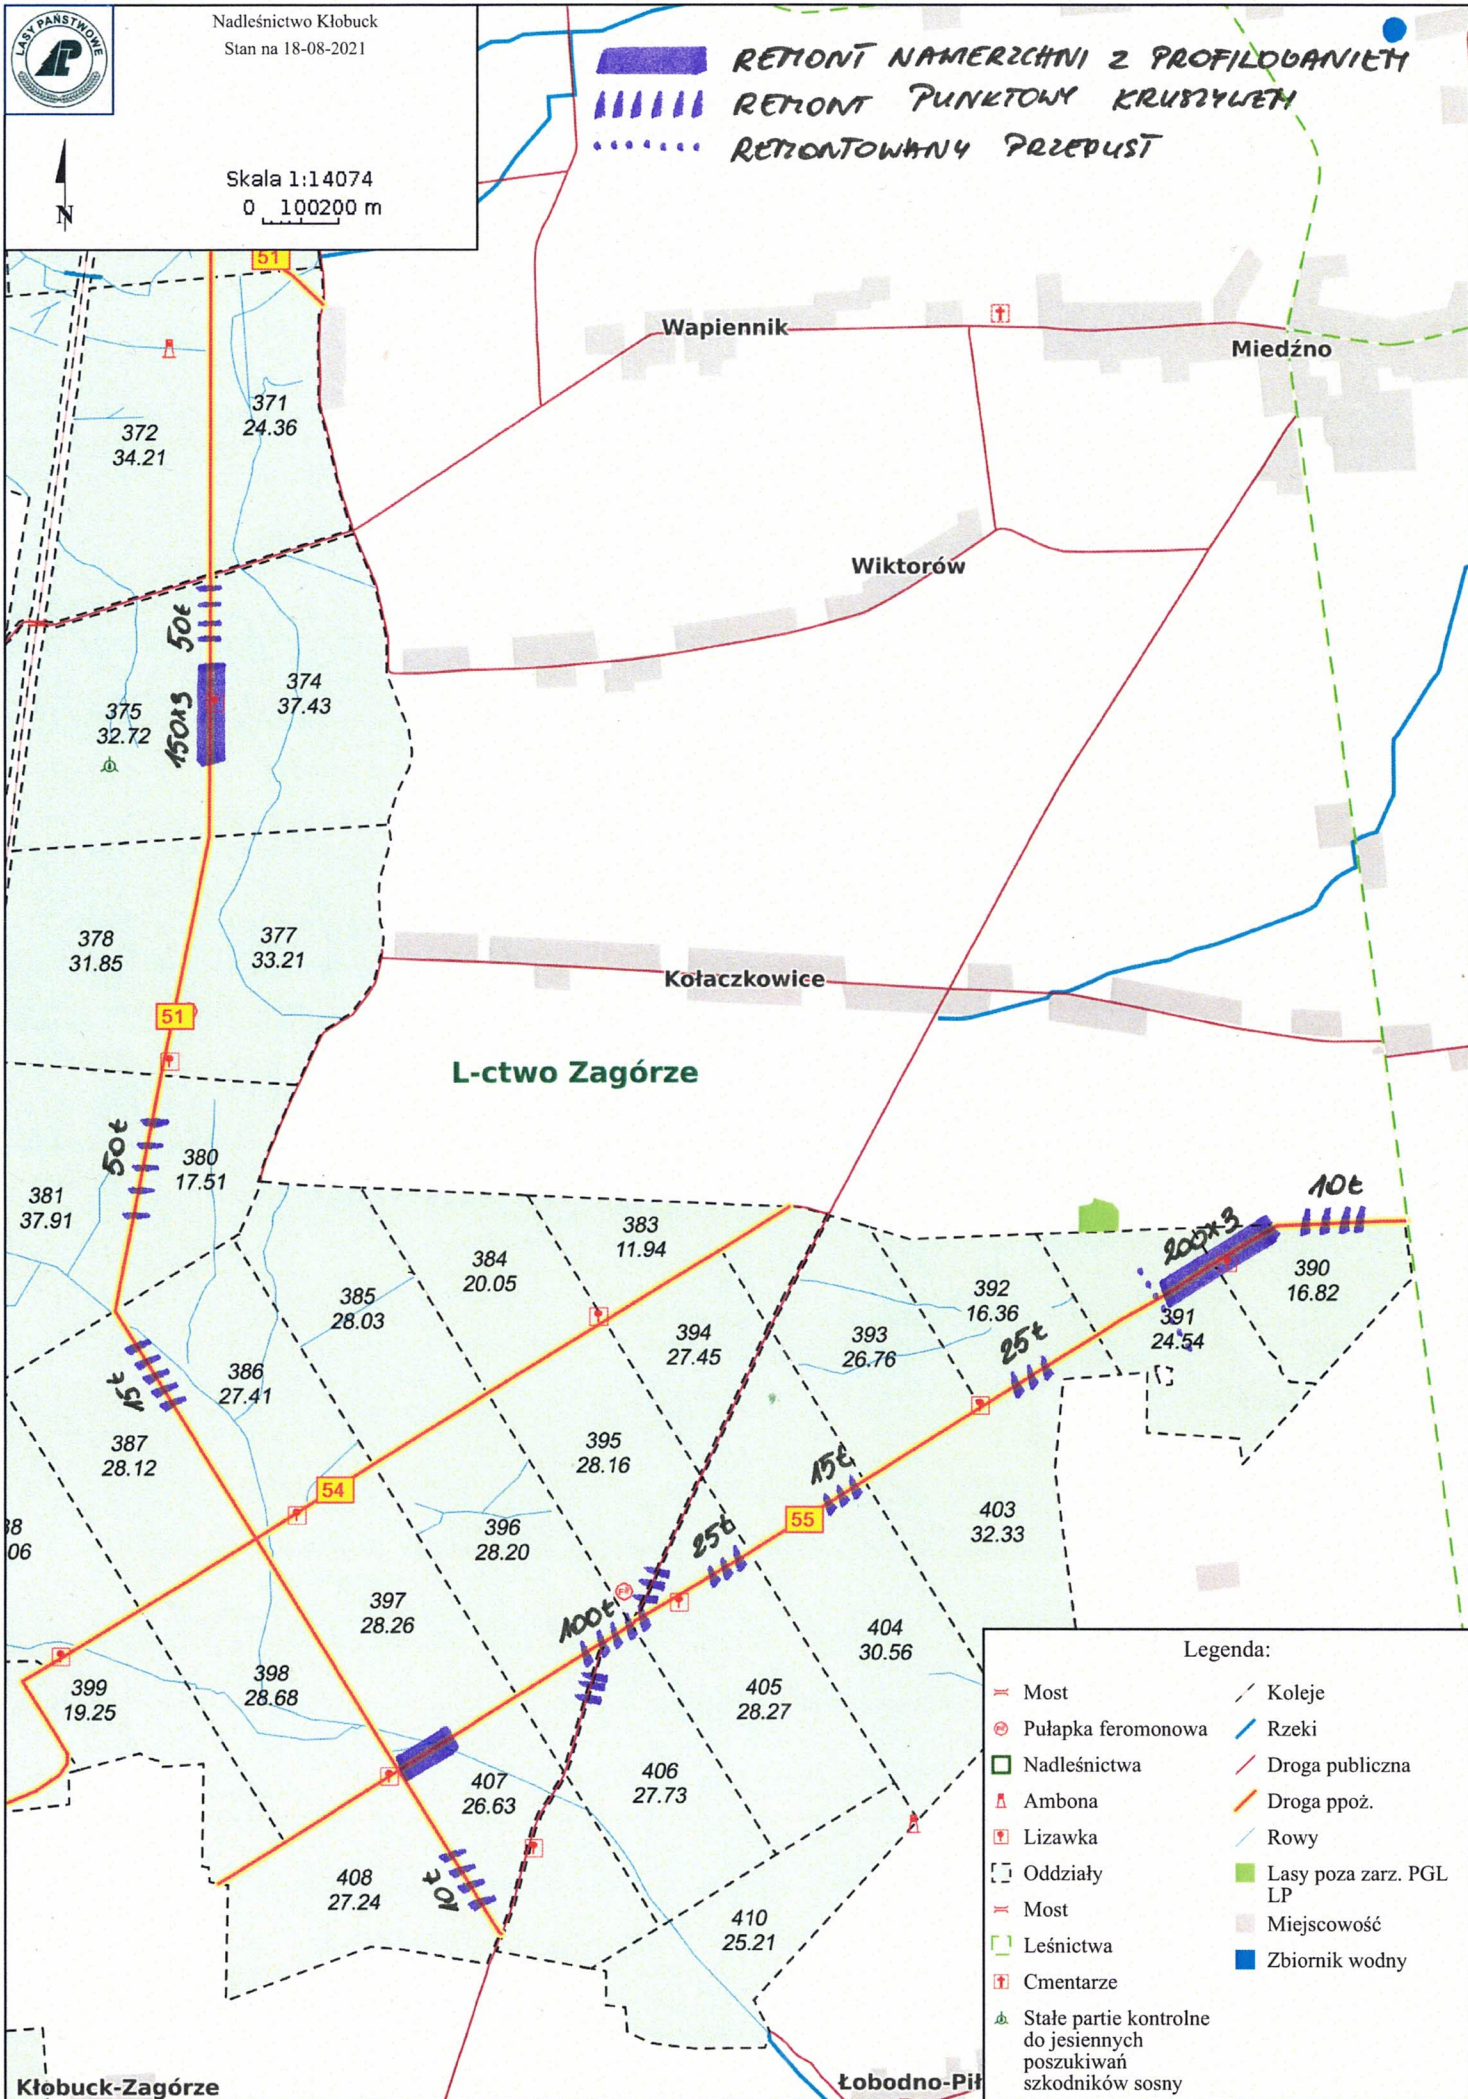 LASY PAŃSTWOWE
Nadleśnictwo Kłobuck
Stan na 18-08-2021
N
Skala 1:14074
0 100200 m
REMONT NAWIERZCHNI Z PROFILOWANIEM
REMONT PUNKTOWY KRUSZYWEM
REMONTOWANY PRZEPUST
51
Wapiennik
Miedźno
371
24.36
372
34.21
Wiktorów
50t
374
37.43
375
32.72
150x3
378
31.85
377
33.21
Kołaczkowice
51
L-ctwo Zagórze
50t
380
17.51
381
37.91
383
11.94
384
20.05
385
28.03
10t
200x3
390
16.82
391
24.54
392
16.36
393
26.76
394
27.45
25t
386
27.41
15t
387
28.12
395
28.16
15t
54
55
403
32.33
38
06
396
28.20
25t
397
28.26
100t
404
30.56
398
28.68
399
19.25
405
28.27
406
27.73
407
26.63
408
27.24
10t
410
25.21
Kłobuck-Zagórze
Łobodno-Pił
Legenda:
Most
Pułapka feromonowa
Nadleśnictwa
Ambona
Lizawka
Oddziały
Most
Leśnictwa
Cmentarze
Stałe partie kontrolne
do jesiennych
poszukiwań
szkodników sosny
Koleje
Rzeki
Droga publiczna
Droga ppoż.
Rowy
Lasy poza zarz. PGL
LP
Miejscowość
Zbiornik wodny